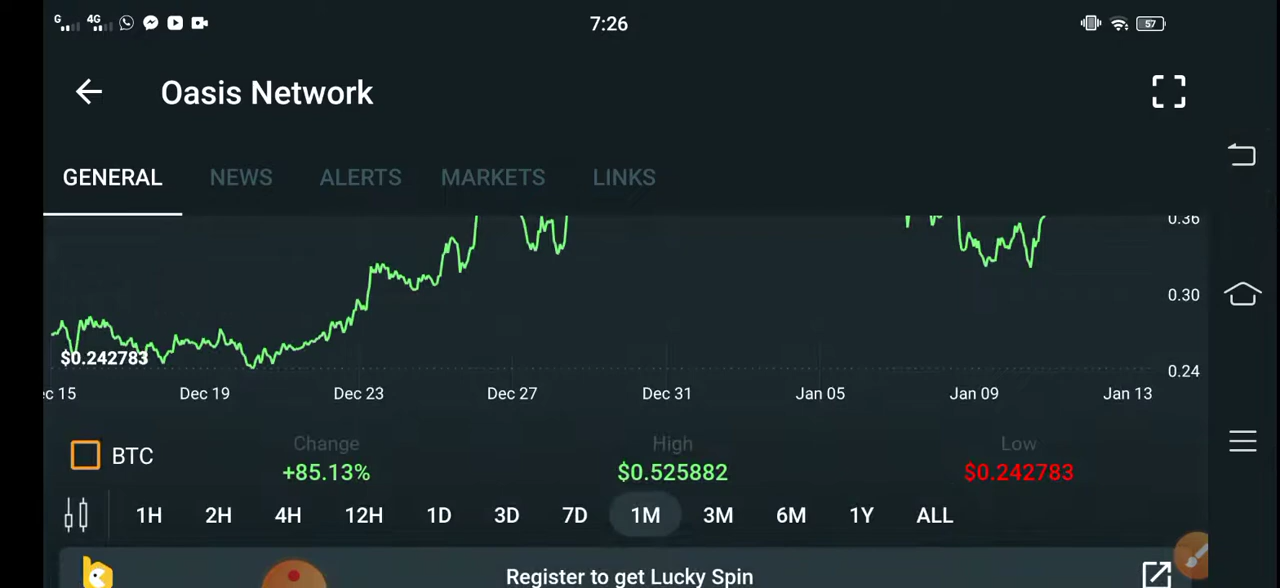 G 4G 7:26 57
Oasis Network
GENERAL NEWS ALERTS MARKETS LINKS
0.36
0.30
$0.242783
0.24
c 15 Dec 19 Dec 23 Dec 27 Dec 31 Jan 05 Jan 09 Jan 13
Change High Low
BTC
+85.13% $0.525882 $0.242783
1H 2H 4H 12H 1D 3D 7D 1M 3M 6M 1Y ALL
Register to get Lucky Spin